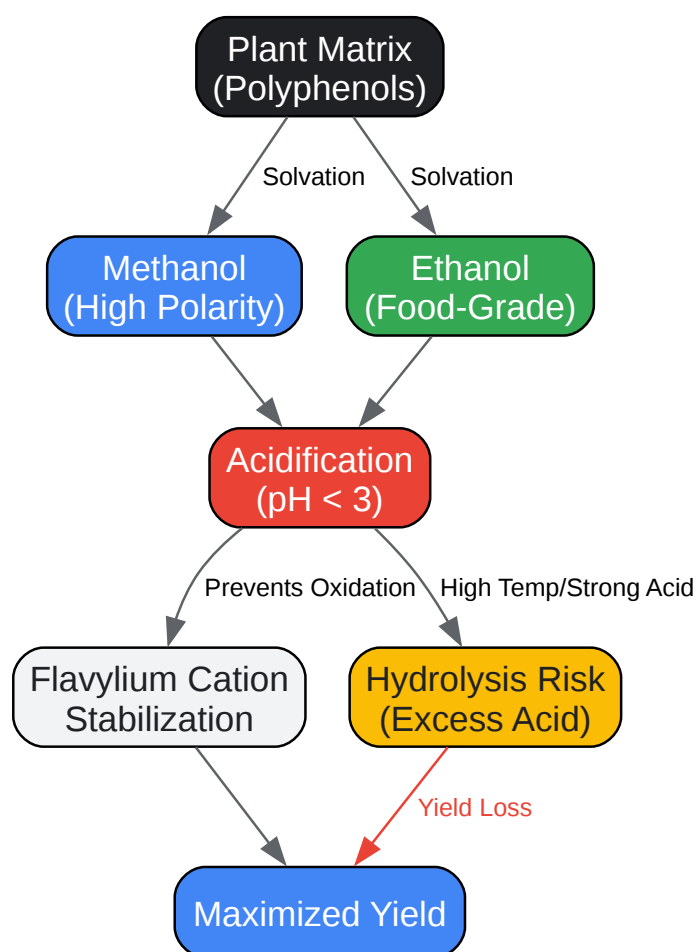 Plant Matrix
(Polyphenols)
Solvation
Solvation
Methanol
(High Polarity)
Ethanol
(Food-Grade)
Acidification
(pH < 3)
Prevents Oxidation
High Temp/Strong Acid
Flavylium Cation
Stabilization
Hydrolysis Risk
(Excess Acid)
Yield Loss
Maximized Yield